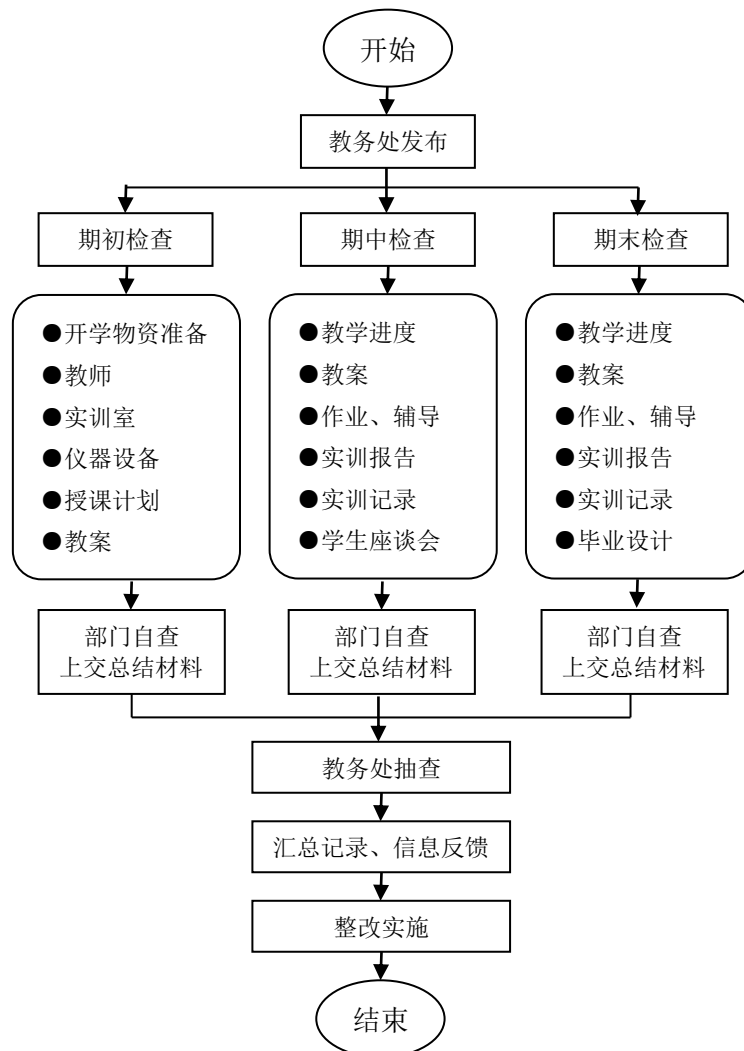 开始
教务处发布
期初检查
期中检查
期末检查
●开学物资准备
●教师
●实训室
●仪器设备
●授课计划
●教案
●教学进度
●教案
●作业、辅导
●实训报告
●实训记录
●学生座谈会
●教学进度
●教案
●作业、辅导
●实训报告
●实训记录
●毕业设计
部门自查
上交总结材料
部门自查
上交总结材料
部门自查
上交总结材料
教务处抽查
汇总记录、信息反馈
整改实施
结束